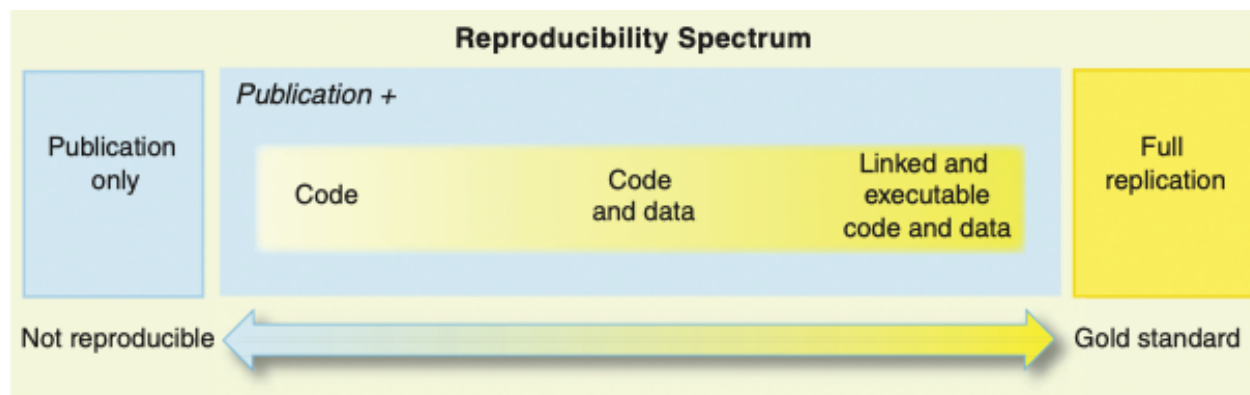 Reproducibility Spectrum
Publication +
Publication
only
Code
Code
and data
Linked and
executable
code and data
Full
replication
Not reproducible
Gold standard